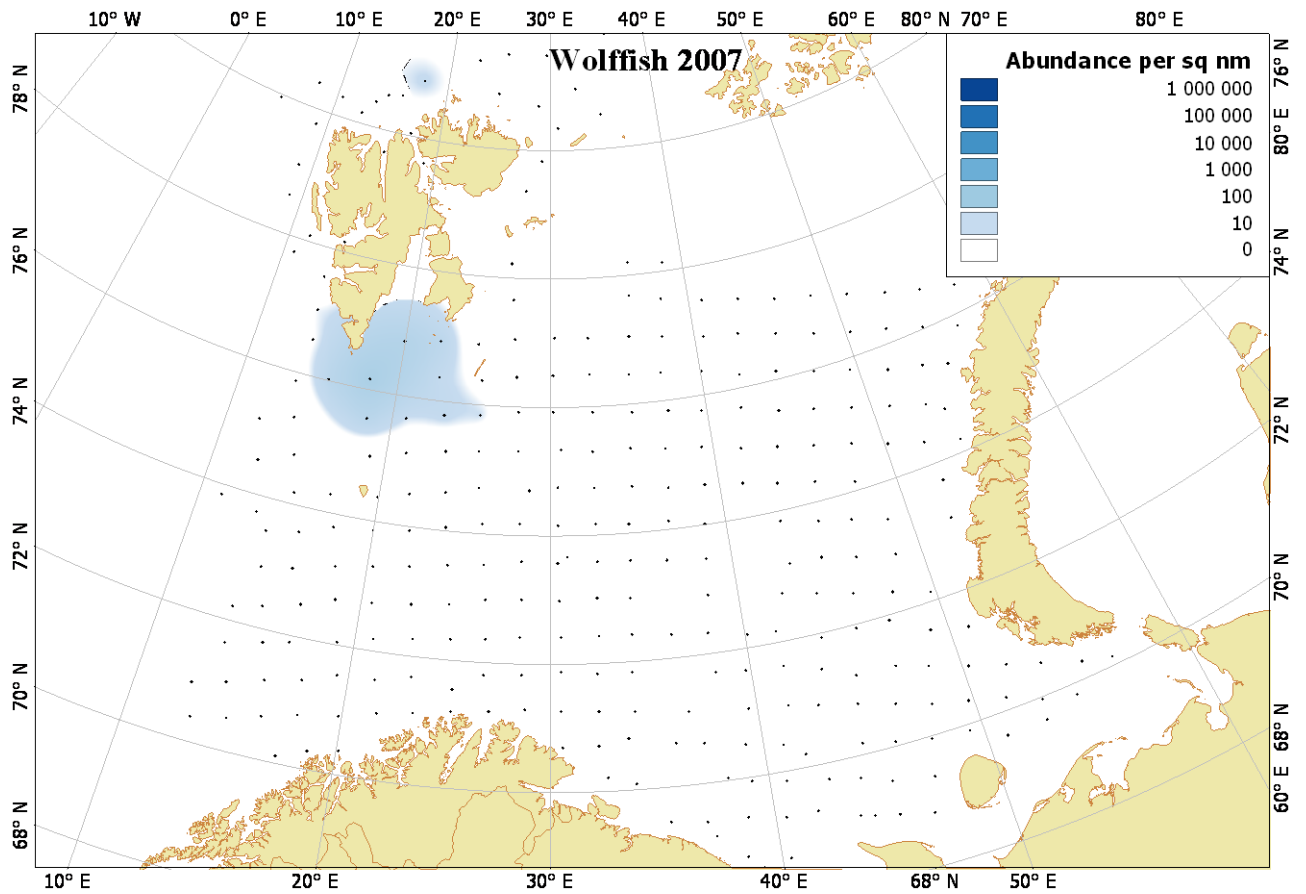 10° W 0° E 10° E 20° E 30° E 40° E 50° E 60° E 80° N 70° E 80° E
Wolffish 2007
Abundance per sq nm
1 000 000
100 000
10 000
1 000
100
10
0
78° N
76° N
74° N
72° N
70° N
68° N
76° N
80° E
74° N
72° N
70° N
68° N
60° E
10° E 20° E 30° E 40° E 68° N 50° E